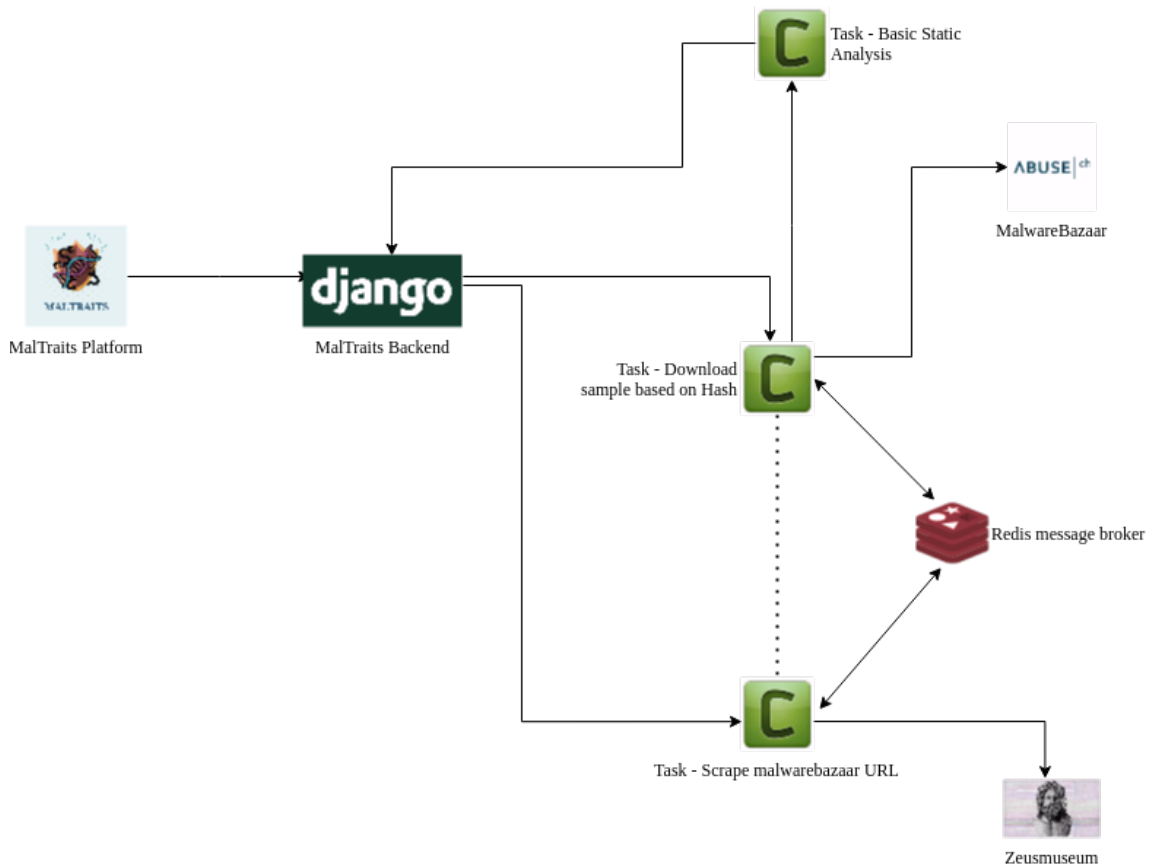 Task - Basic Static
Analysis
ABUSE|ch
MalwareBazaar
MALTRAITS
django
MalTraits Platform
MalTraits Backend
Task - Download
sample based on Hash
Redis message broker
Task - Scrape malwarebazaar URL
Zeusmuseum